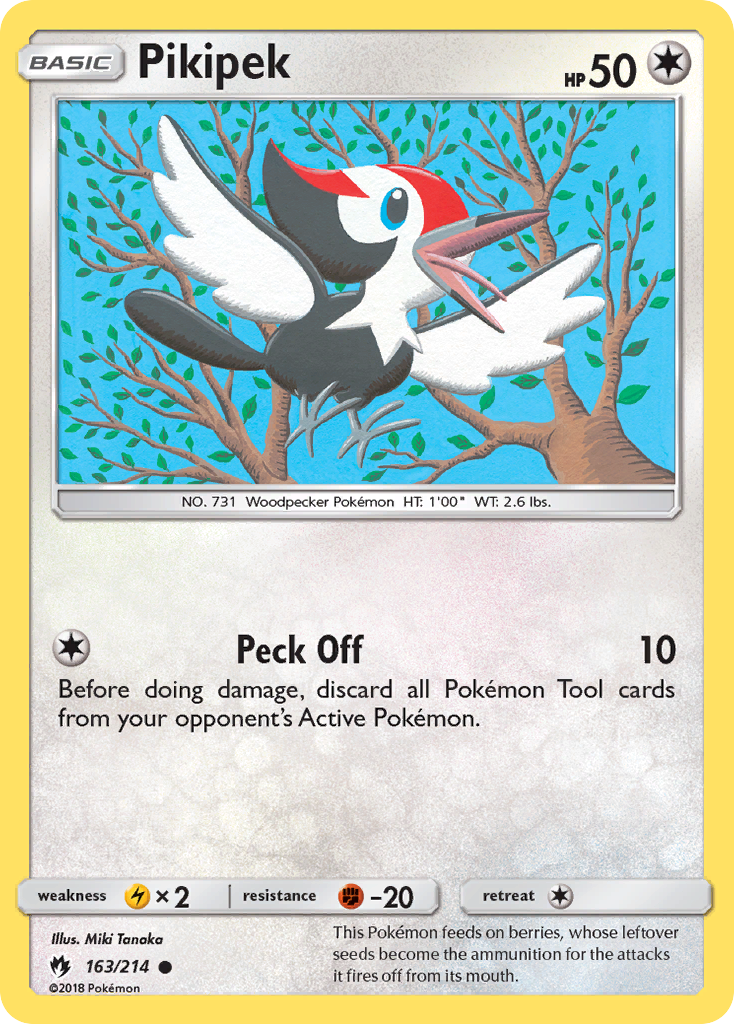 BASIC Pikipek HP 50
NO. 731 Woodpecker Pokémon HT: 1'00" WT: 2.6 lbs.
Peck Off 10
Before doing damage, discard all Pokémon Tool cards
from your opponent's Active Pokémon.
weakness × 2 resistance -20 retreat
Illus. Miki Tanaka
163/214
©2018 Pokémon
This Pokémon feeds on berries, whose leftover
seeds become the ammunition for the attacks
it fires off from its mouth.